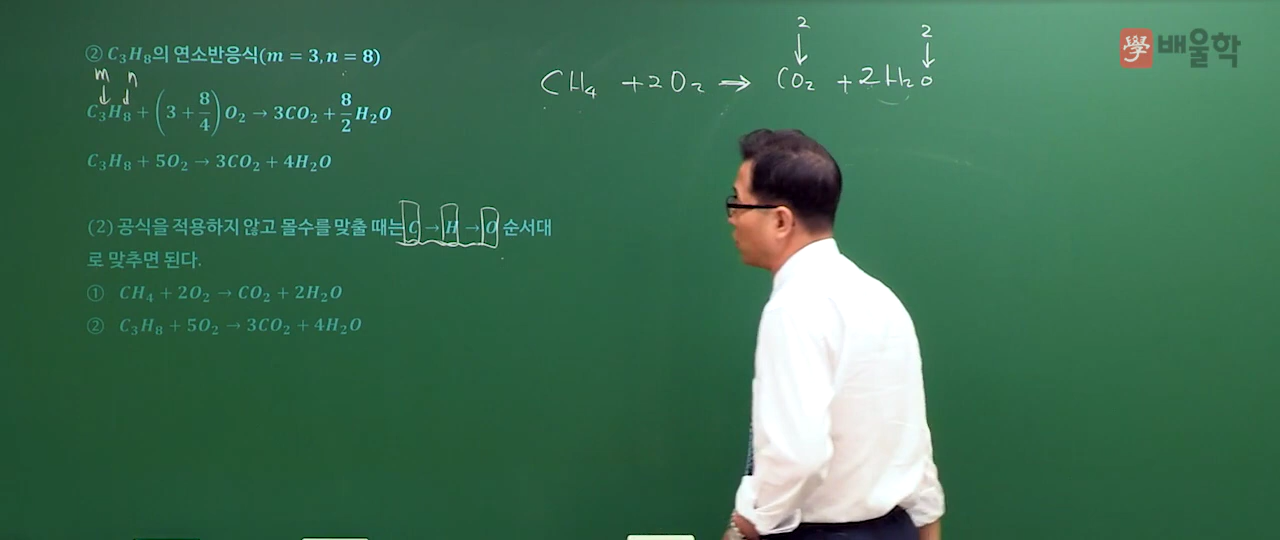 ② C₃H₈의 연소반응식(m = 3, n = 8)
m n
C₃H₈ + (3 + 8/4) O₂ → 3CO₂ + 8/2 H₂O
C₃H₈ + 5O₂ → 3CO₂ + 4H₂O
(2) 공식을 적용하지 않고 몰수를 맞출 때는 C → H → O 순서대
로 맞추면 된다.
① CH₄ + 2O₂ → CO₂ + 2H₂O
② C₃H₈ + 5O₂ → 3CO₂ + 4H₂O
2 2
CH₄ + 2O₂ → CO₂ + 2H₂O
學 배울학